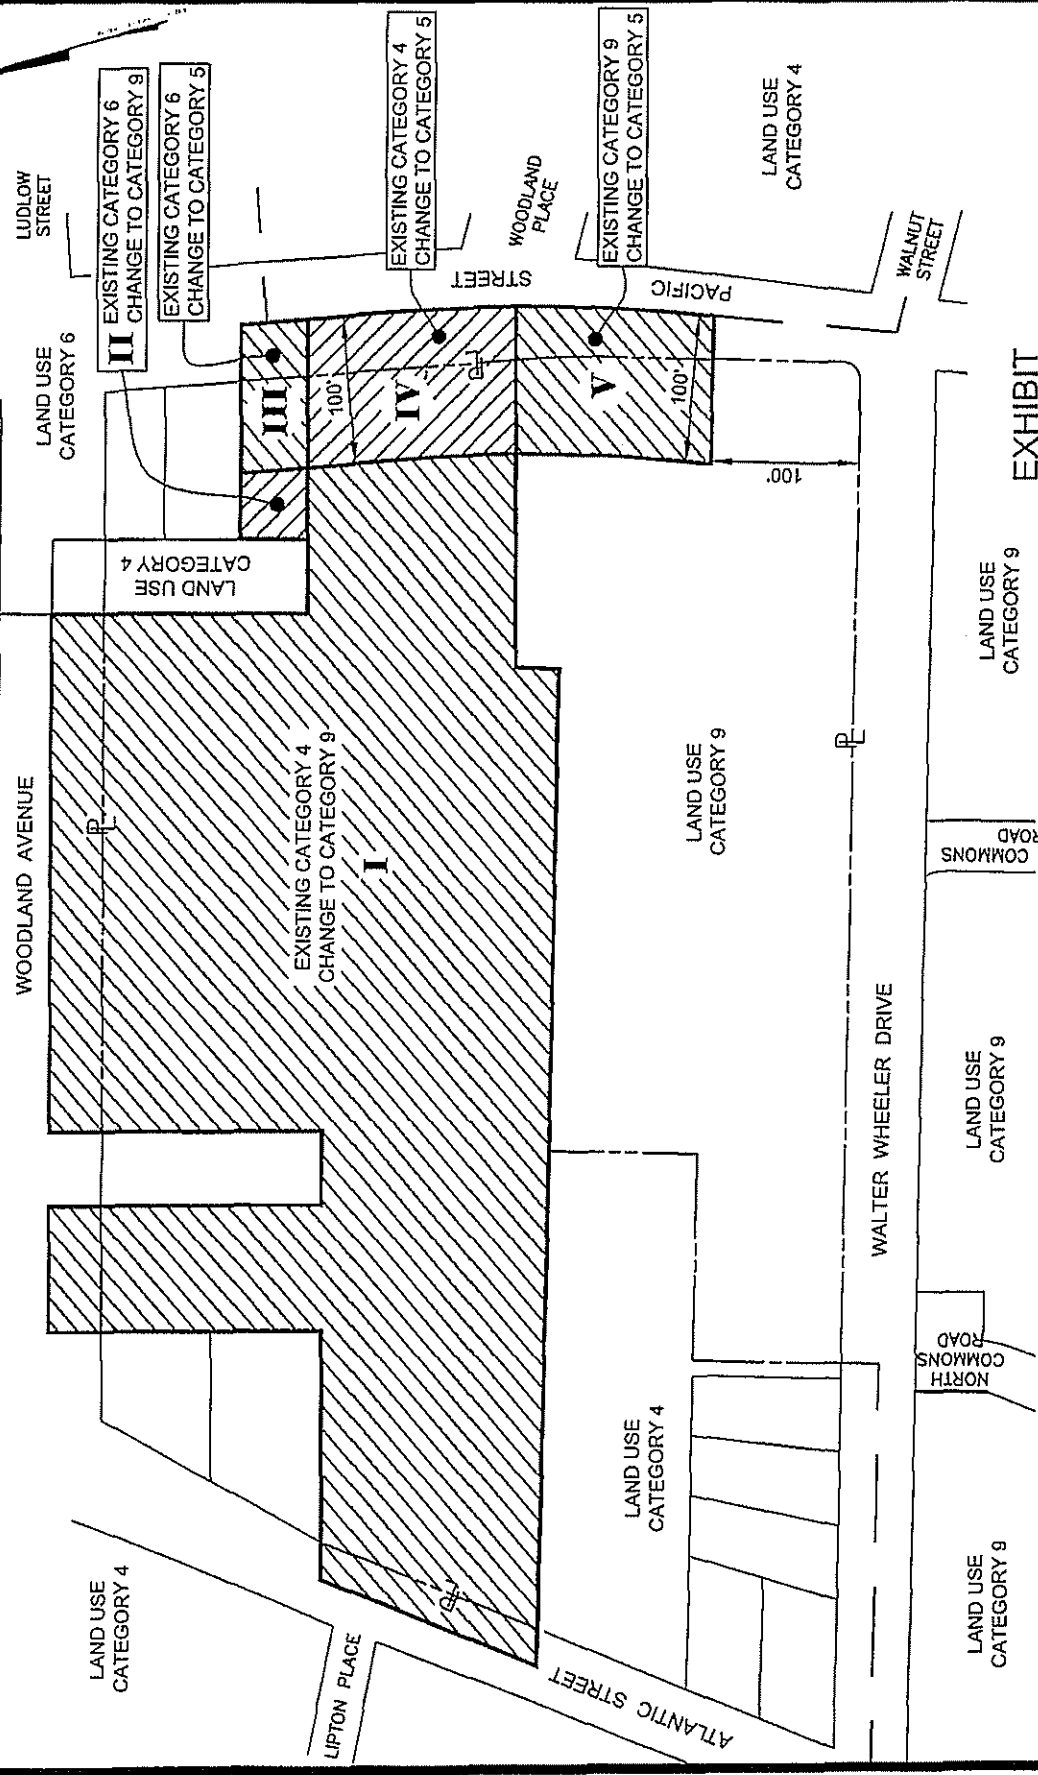 LUDLOW
STREET
II EXISTING CATEGORY 6
CHANGE TO CATEGORY 9
EXISTING CATEGORY 6
CHANGE TO CATEGORY 5
EXISTING CATEGORY 4
CHANGE TO CATEGORY 5
EXISTING CATEGORY 9
CHANGE TO CATEGORY 5
LAND USE
CATEGORY 4
WOODLAND
PLACE
WALNUT
STREET
PACIFIC
STREET
LAND USE
CATEGORY 6
III
100'
IV
PL
V
100'
100'
LAND USE
CATEGORY 4
WOODLAND AVENUE
PL
EXISTING CATEGORY 4
CHANGE TO CATEGORY 9
I
LAND USE
CATEGORY 9
PL
LAND USE
CATEGORY 9
COMMONS
ROAD
WALTER WHEELER DRIVE
LAND USE
CATEGORY 9
NORTH
COMMONS
ROAD
LAND USE
CATEGORY 4
LAND USE
CATEGORY 9
LAND USE
CATEGORY 4
PL
LIPTON PLACE
ATLANTIC STREET
EXHIBIT